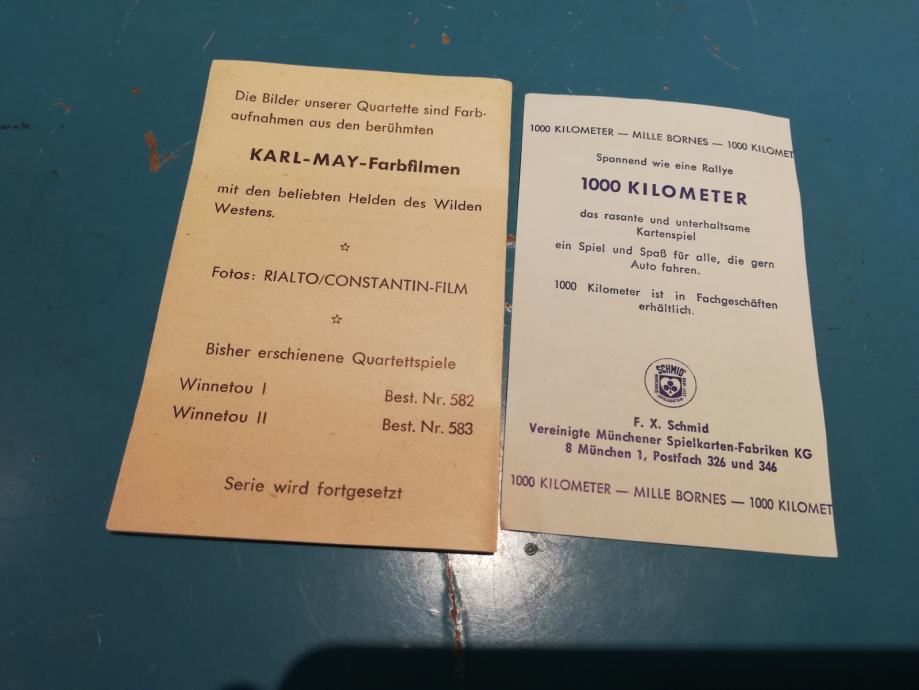 Die Bilder unserer Quartette sind Farb-
aufnahmen aus den berühmten
KARL-MAY-Farbfilmen
mit den beliebten Helden des Wilden
Westens.
Fotos: RIALTO/CONSTANTIN-FILM
Bisher erschienene Quartettspiele
Winnetou I Best. Nr. 582
Winnetou II Best. Nr. 583
Serie wird fortgesetzt
1000 KILOMETER — MILLE BORNES — 1000 KILOMET
Spannend wie eine Rallye
1000 KILOMETER
das rasante und unterhaltsame
Kartenspiel
ein Spiel und Spaß für alle, die gern
Auto fahren.
1000 Kilometer ist in Fachgeschäften
erhältlich.
SCHMID
F. X. Schmid
Vereinigte Münchener Spielkarten-Fabriken KG
8 München 1, Postfach 326 und 346
1000 KILOMETER — MILLE BORNES — 1000 KILOMET